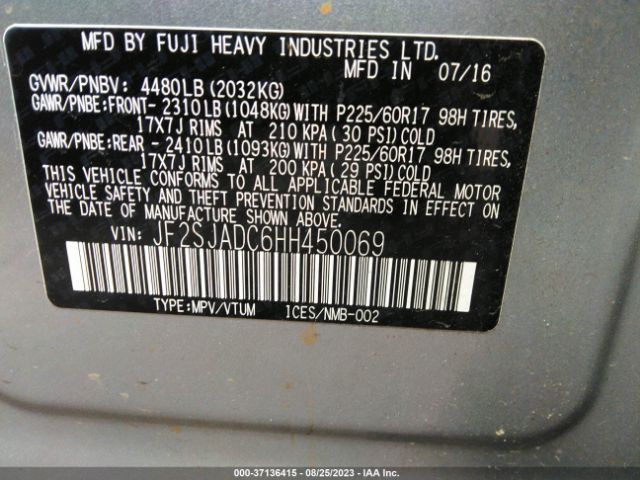 MFD BY FUJI HEAVY INDUSTRIES LTD.
MFD IN 07/16
GVWR/PNBV: 4480LB (2032KG)
GAWR/PNBE:FRONT- 2310LB (1048KG) WITH P225/60R17 98H TIRES,
17X7J RIMS AT 210 KPA (30 PSI) COLD
GAWR/PNBE:REAR - 2410LB (1093KG) WITH P225/60R17 98H TIRES,
17X7J RIMS AT 200 KPA (29 PSI) COLD
THIS VEHICLE CONFORMS TO ALL APPLICABLE FEDERAL MOTOR
VEHICLE SAFETY AND THEFT PREVENTION STANDARDS IN EFFECT ON
THE DATE OF MANUFACTURE SHOWN ABOVE.
VIN: JF2SJADC6HH450069
TYPE:MPV/VTUM ICES/NMB-002
000-37136415 - 08/25/2023 - IAAI.com